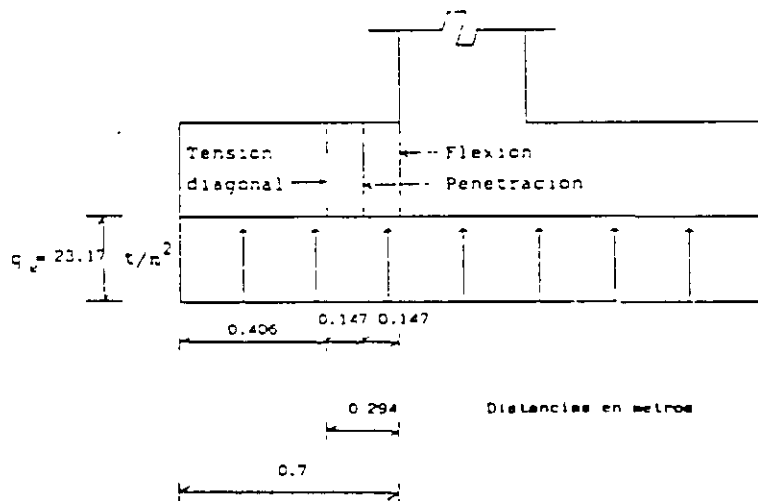 Tension
diagonal
Flexion
Penetracion
q = 23.17 t/m²
0.406
0.147
0.147
0.294
Distancias en metros
0.7